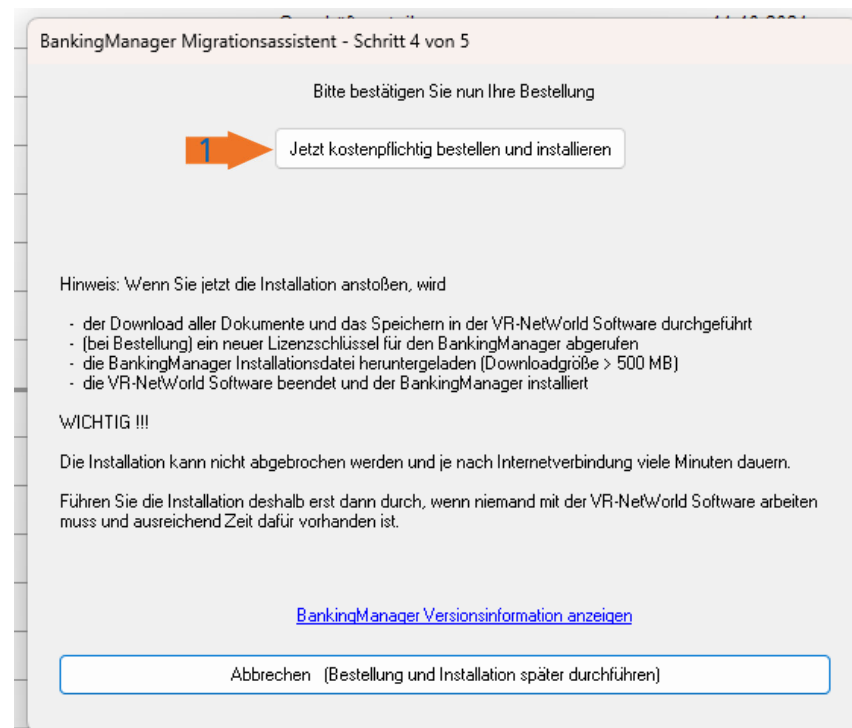 BankingManager Migrationsassistent - Schritt 4 von 5
Bitte bestätigen Sie nun Ihre Bestellung
1
Jetzt kostenpflichtig bestellen und installieren
Hinweis: Wenn Sie jetzt die Installation anstoßen, wird
- der Download aller Dokumente und das Speichern in der VR-NetWorld Software durchgeführt
- (bei Bestellung) ein neuer Lizenzschlüssel für den BankingManager abgerufen
- die BankingManager Installationsdatei heruntergeladen (Downloadgröße > 500 MB)
- die VR-NetWorld Software beendet und der BankingManager installiert
WICHTIG !!!
Die Installation kann nicht abgebrochen werden und je nach Internetverbindung viele Minuten dauern.
Führen Sie die Installation deshalb erst dann durch, wenn niemand mit der VR-NetWorld Software arbeiten
muss und ausreichend Zeit dafür vorhanden ist.
BankingManager Versionsinformation anzeigen
Abbrechen (Bestellung und Installation später durchführen)